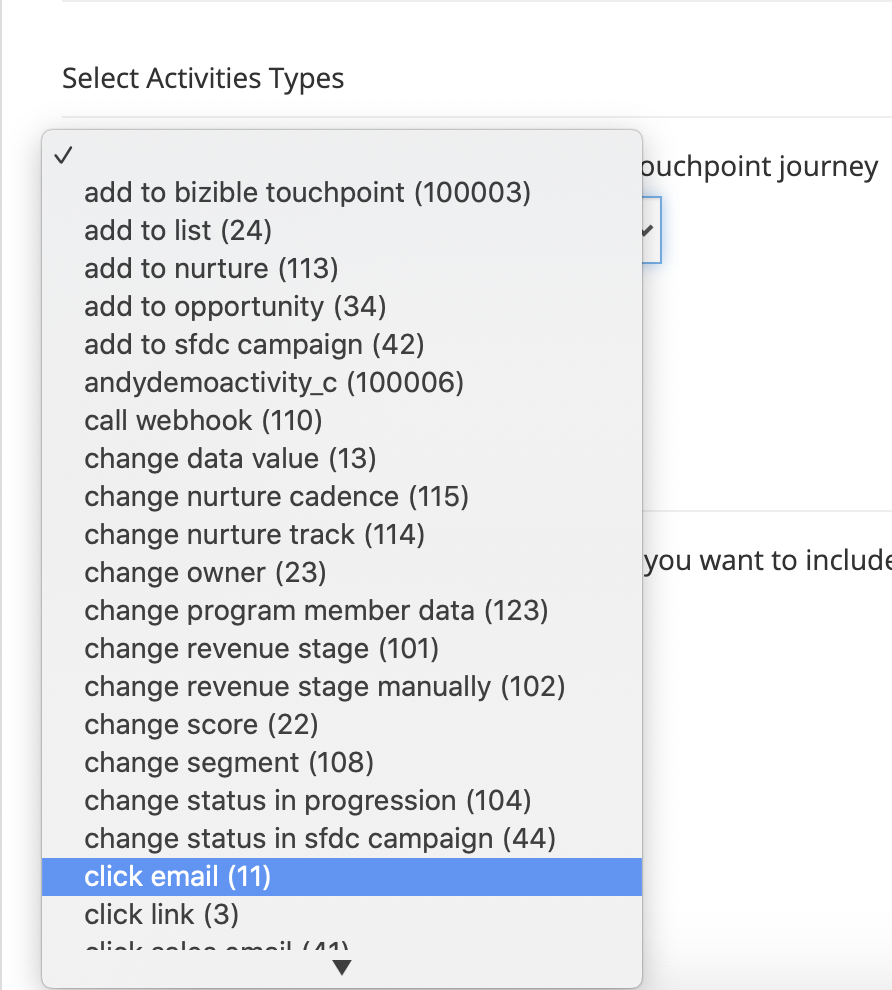 Select Activities Types
ouchpoint journey
add to bizible touchpoint (100003)
add to list (24)
add to nurture (113)
add to opportunity (34)
add to sfdc campaign (42)
andydemoactivity_c (100006)
call webhook (110)
change data value (13)
change nurture cadence (115)
change nurture track (114)
change owner (23)
you want to include
change program member data (123)
change revenue stage (101)
change revenue stage manually (102)
change score (22)
change segment (108)
change status in progression (104)
change status in sfdc campaign (44)
click email (11)
click link (3)
click sales email (41)